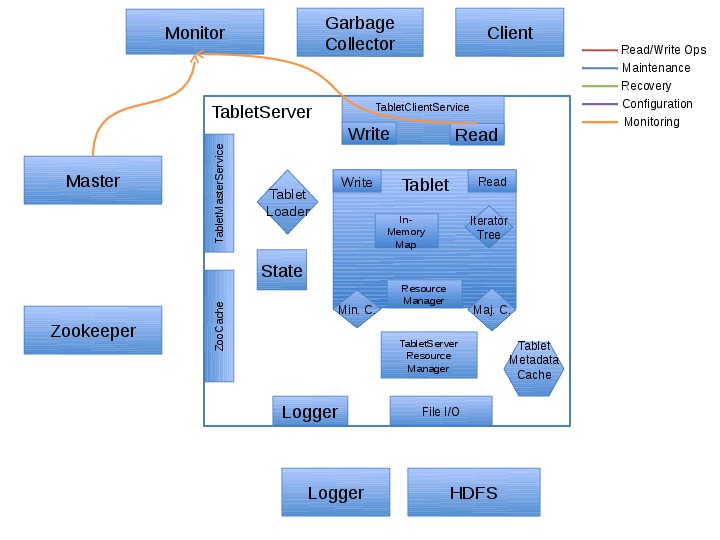 Monitor
Garbage
Collector
Client
Read/Write Ops
Maintenance
Recovery
Configuration
Monitoring
TabletServer
TabletClientService
Write
Read
Master
TabletMasterService
Tablet
Loader
Write
Tablet
Read
In-
Memory
Map
Iterator
Tree
State
Resource
Manager
Min. C.
Maj. C.
Zookeeper
ZooCache
TabletServer
Resource
Manager
Tablet
Metadata
Cache
Logger
File I/O
Logger
HDFS